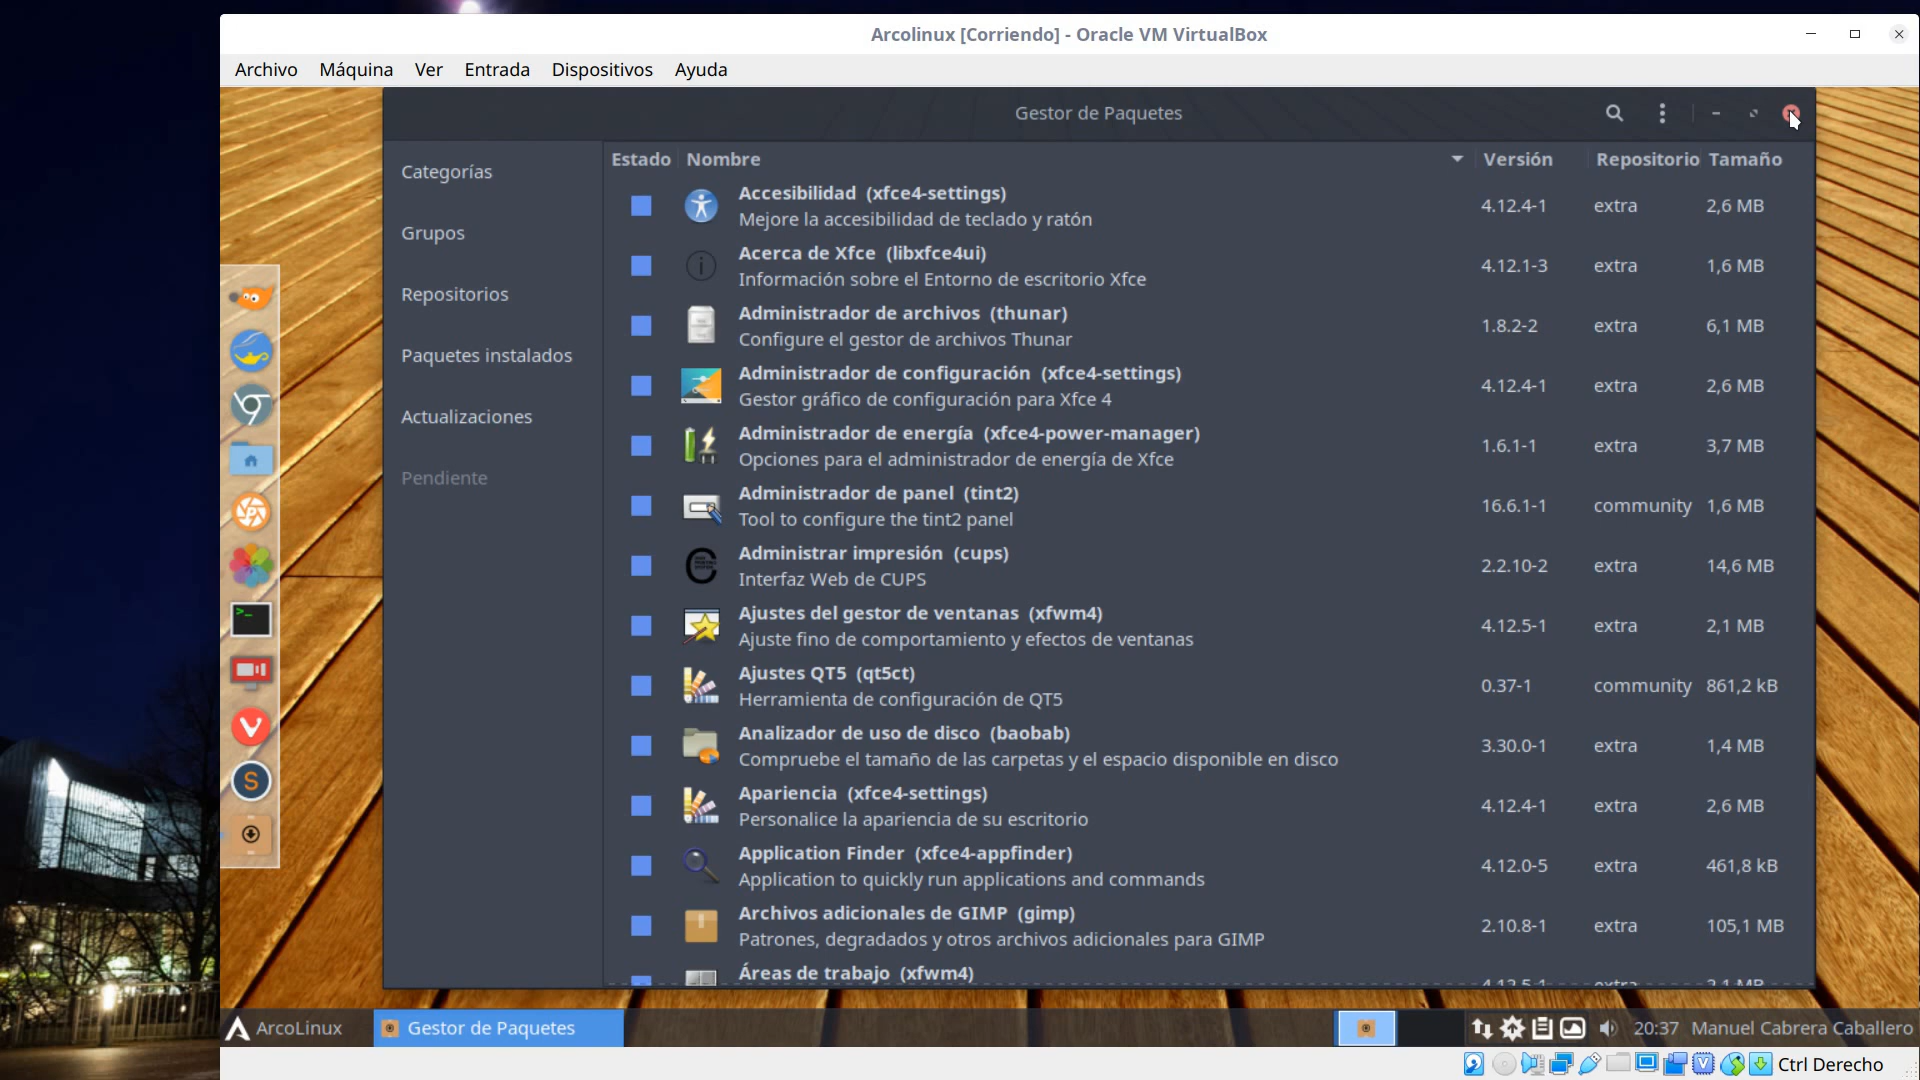 Arcolinux [Corriendo] - Oracle VM VirtualBox
Archivo Máquina Ver Entrada Dispositivos Ayuda
Gestor de Paquetes
Categorías
Grupos
Repositorios
Paquetes instalados
Actualizaciones
Pendiente
Estado Nombre Versión Repositorio Tamaño
Accesibilidad (xfce4-settings)
Mejore la accesibilidad de teclado y ratón
4.12.4-1 extra 2,6 MB
Acerca de Xfce (libxfce4ui)
Información sobre el Entorno de escritorio Xfce
4.12.1-3 extra 1,6 MB
Administrador de archivos (thunar)
Configure el gestor de archivos Thunar
1.8.2-2 extra 6,1 MB
Administrador de configuración (xfce4-settings)
Gestor gráfico de configuración para Xfce 4
4.12.4-1 extra 2,6 MB
Administrador de energía (xfce4-power-manager)
Opciones para el administrador de energía de Xfce
1.6.1-1 extra 3,7 MB
Administrador de panel (tint2)
Tool to configure the tint2 panel
16.6.1-1 community 1,6 MB
Administrar impresión (cups)
Interfaz Web de CUPS
2.2.10-2 extra 14,6 MB
Ajustes del gestor de ventanas (xfwm4)
Ajuste fino de comportamiento y efectos de ventanas
4.12.5-1 extra 2,1 MB
Ajustes QT5 (qt5ct)
Herramienta de configuración de QT5
0.37-1 community 861,2 kB
Analizador de uso de disco (baobab)
Compruebe el tamaño de las carpetas y el espacio disponible en disco
3.30.0-1 extra 1,4 MB
Apariencia (xfce4-settings)
Personalice la apariencia de su escritorio
4.12.4-1 extra 2,6 MB
Application Finder (xfce4-appfinder)
Application to quickly run applications and commands
4.12.0-5 extra 461,8 kB
Archivos adicionales de GIMP (gimp)
Patrones, degradados y otros archivos adicionales para GIMP
2.10.8-1 extra 105,1 MB
Áreas de trabajo (xfwm4)
4.12.5-1 extra 2,1 MB
ArcoLinux Gestor de Paquetes 20:37 Manuel Cabrera Caballero
Ctrl Derecho